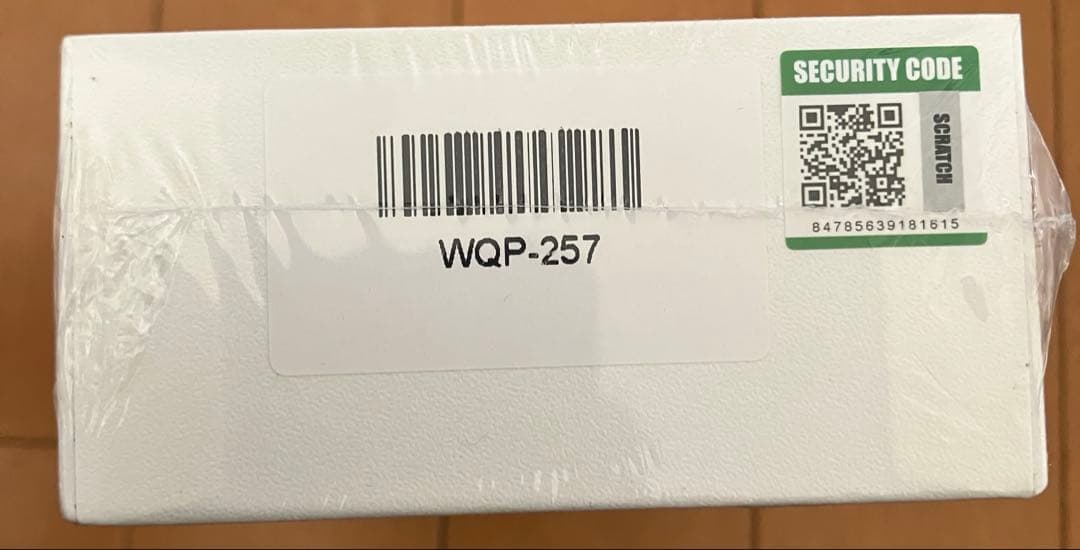 SECURITY CODE
SCRATCH
84785639181615
WQP-257